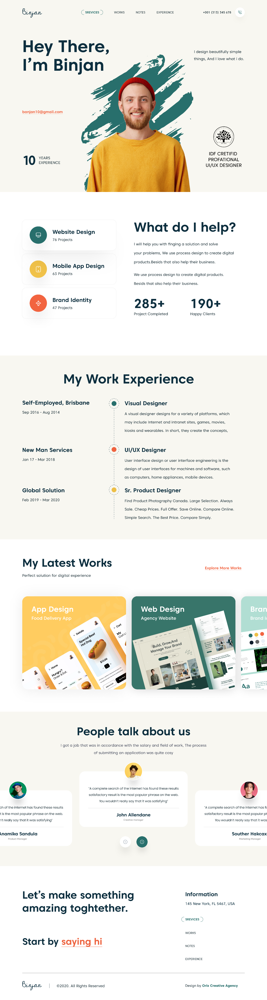 Binjan
SREVICES
WORKS
NOTES
EXPERIENCE
+001 (313) 345 678
Hey There,
I'm Binjan
I design beautifully simple
things, And I love what i do.
banjan10@gmail.com
10
YEARS
EXPERIENCE
IDF CRETIFID
PROFATIONAL
UI/UX DESIGNER
Website Design
76 Projects
Mobile App Design
63 Projects
Brand Identity
47 Projects
What do I help?
I will help you with finging a solution and solve
your problems, We use process design to create digital
products.Besids that also help their business.
We use process design to create digital products.
Besids that also help their business.
285+
Project Completed
190+
Happy Clients
My Work Experience
Self-Employed, Brisbane
Sep 2016 - Aug 2014
Visual Designer
A visual designer designs for a variety of platforms, which
may include Internet and intranet sites, games, movies,
kiosks and wearables. In short, they create the concepts,
New Man Services
Jan 17 - Mar 2018
UI/UX Designer
User interface design or user interface engineering is the
design of user interfaces for machines and software, such
as computers, home appliances, mobile devices.
Global Solution
Feb 2019 - Mar 2020
Sr. Product Designer
Find Product Photography Canada. Large Selection. Always
Sale. Cheap Prices. Full Offer. Save Online. Compare Online.
Simple Search. The Best Price. Compare Simply.
My Latest Works
Perfect solution for digital experience
Explore More Works
App Design
Food Delivery App
Details
Special Beef
Hot Dog
$13.99
Add to Cart
Buy Now
Cart
My
Cart Li
Home
Hungry?
Order & Eat.
Web Design
Agency Website
Build, Grow,And
Manage Your Brand
25
10
Bran
Brand Ic
Aa
People talk about us
I got a job that was in accordance with the salary and field of work, The process
of submitting an application was quite cosy
ch of the internet has found these results
t is the most popular phrase on the web.
n't really say that it was satisfying"
Anamika Sandula
Product Manager
"A complete search of the internet has found these results
satisfactory result is the most popular phrase on the web.
You wouldn't really say that it was satisfying"
John Allendane
Creative manager
"A complete search of the internet has fo
satisfactory result is the most popular ph
You wouldn't really say that it was
Souther Hakcax
Marketing Manager
Let's make something
amazing toghtether.
Start by saying hi
Information
145 New York, FL 5467, USA
SREVICES
WORKS
NOTES
EXPERIENCE
Binjan
©2020. All Rights Reserved
Design by Orix Creative Agency